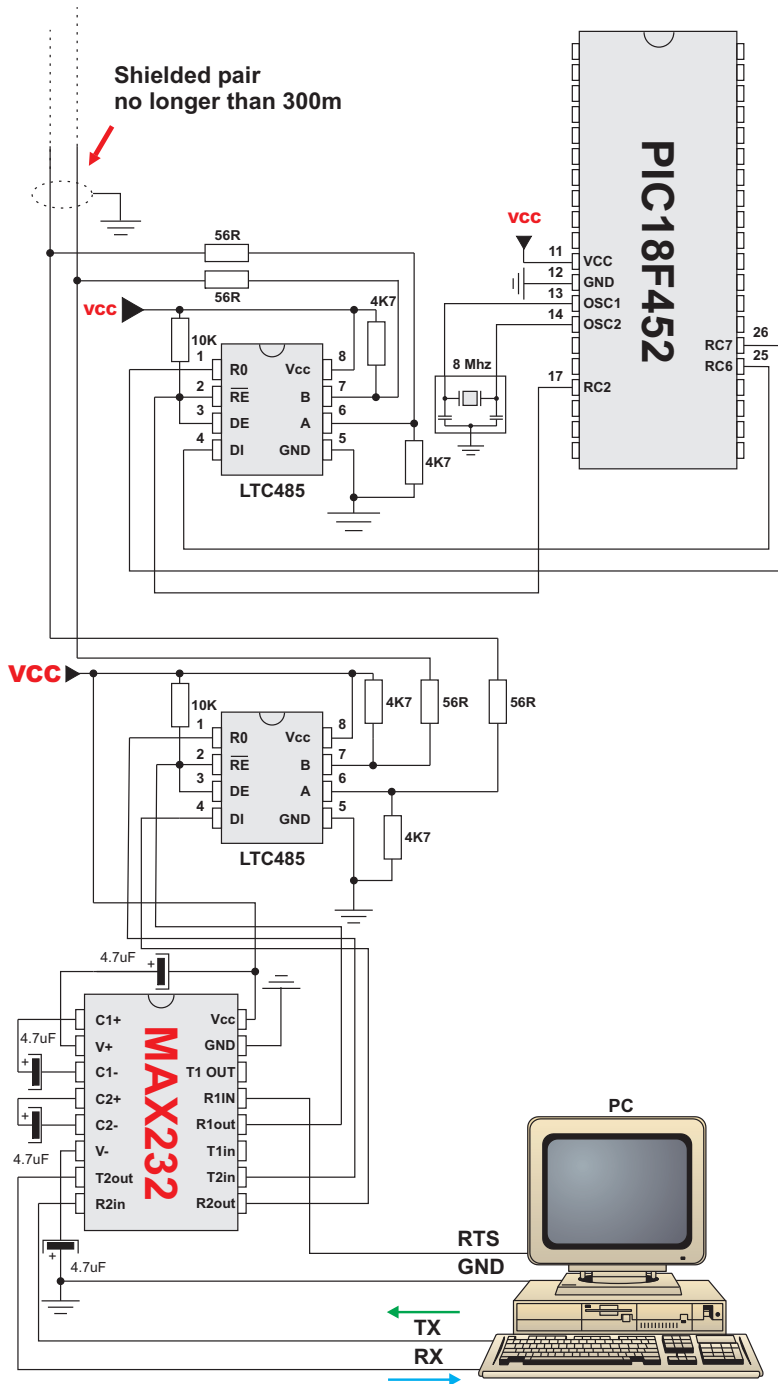 Shielded pair
no longer than 300m
PIC18F452
VCC
11 VCC
12 GND
13 OSC1
14 OSC2
17 RC2
RC7 26
RC6 25
8 Mhz
56R
56R
VCC
10K
4K7
1 R0 Vcc 8
2 RE B 7
3 DE A 6
4 DI GND 5
4K7
LTC485
VCC
10K
4K7
56R
56R
1 R0 Vcc 8
2 RE B 7
3 DE A 6
4 DI GND 5
4K7
LTC485
4.7uF
+
4.7uF
+
+
4.7uF
+
4.7uF
MAX232
C1+ Vcc
V+ GND
C1- T1 OUT
C2+ R1IN
C2- R1out
V- T1in
T2out T2in
R2in R2out
PC
RTS
GND
TX
RX